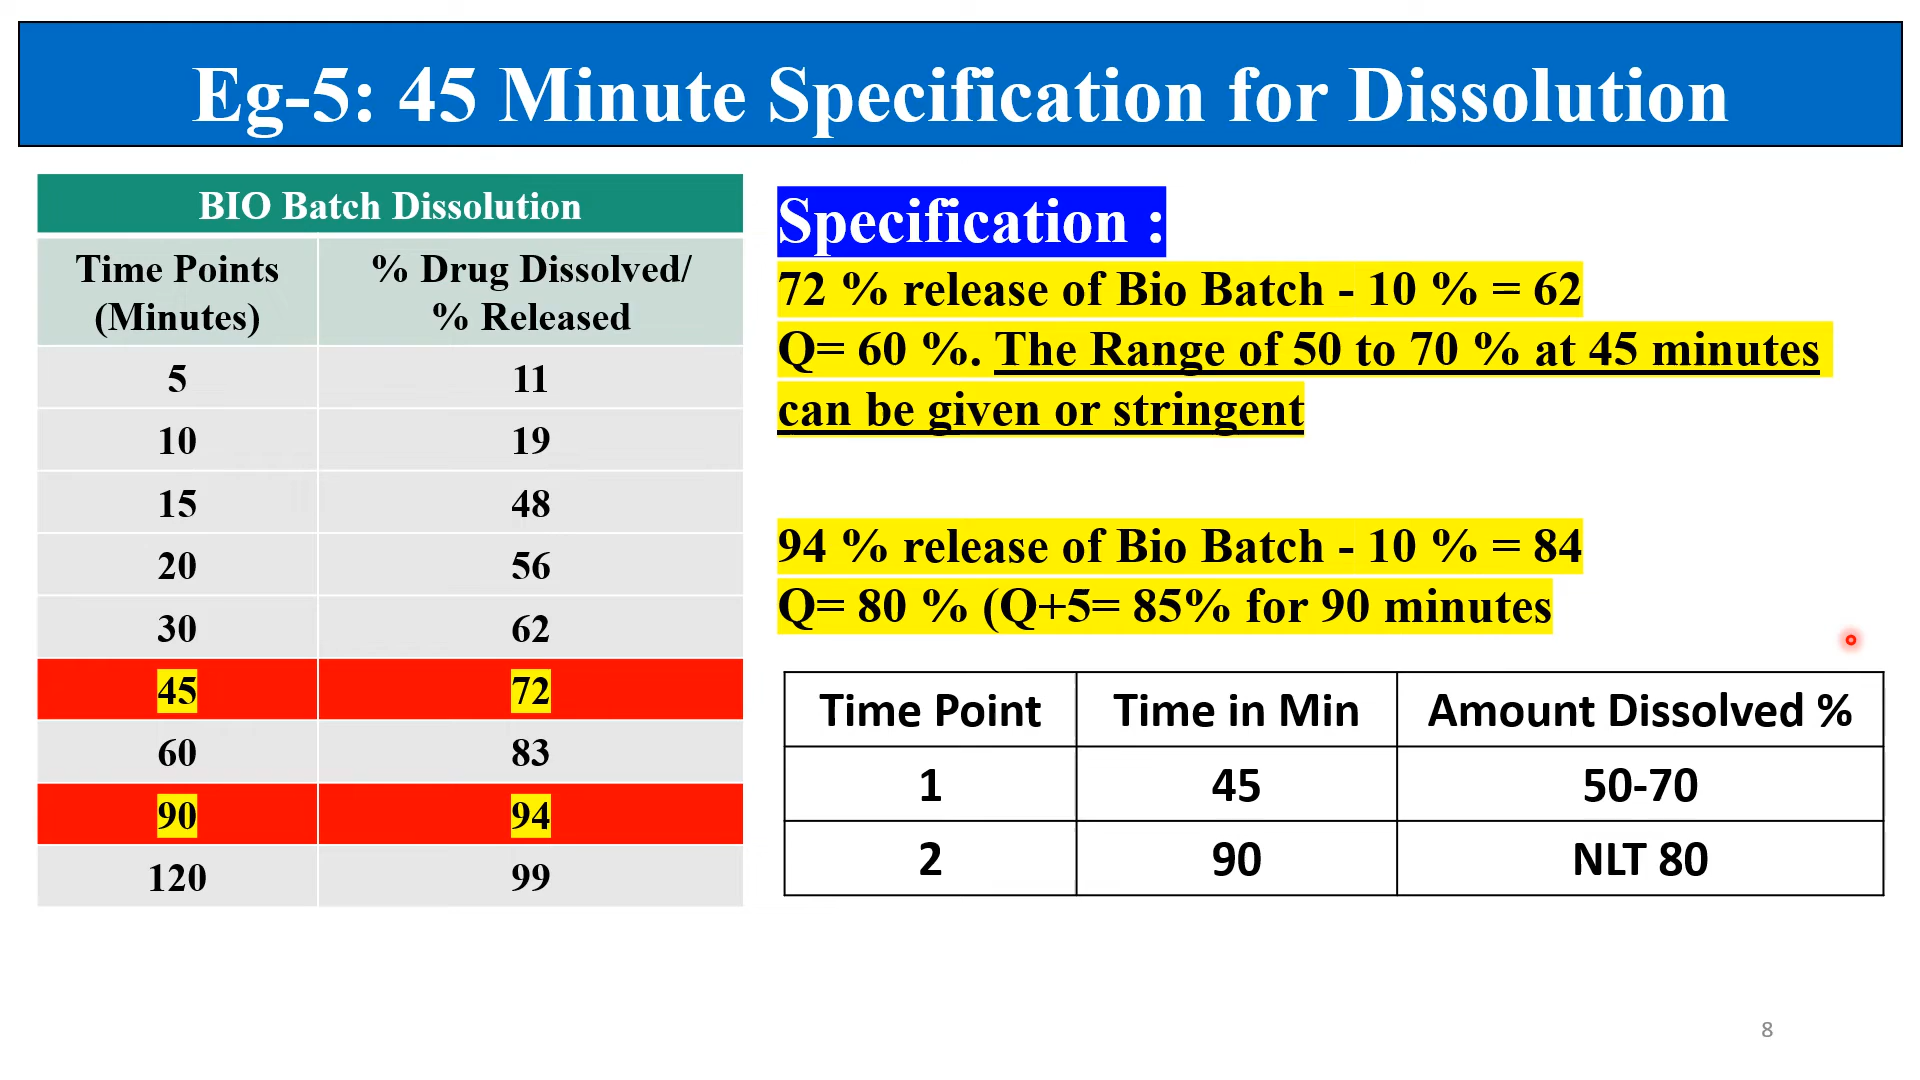 Eg-5: 45 Minute Specification for Dissolution
BIO Batch Dissolution
Time Points (Minutes) % Drug Dissolved/ % Released
5 11
10 19
15 48
20 56
30 62
45 72
60 83
90 94
120 99
Specification :
72 % release of Bio Batch - 10 % = 62
Q= 60 %. The Range of 50 to 70 % at 45 minutes
can be given or stringent
94 % release of Bio Batch - 10 % = 84
Q= 80 % (Q+5= 85% for 90 minutes
Time Point Time in Min Amount Dissolved %
1 45 50-70
2 90 NLT 80
8